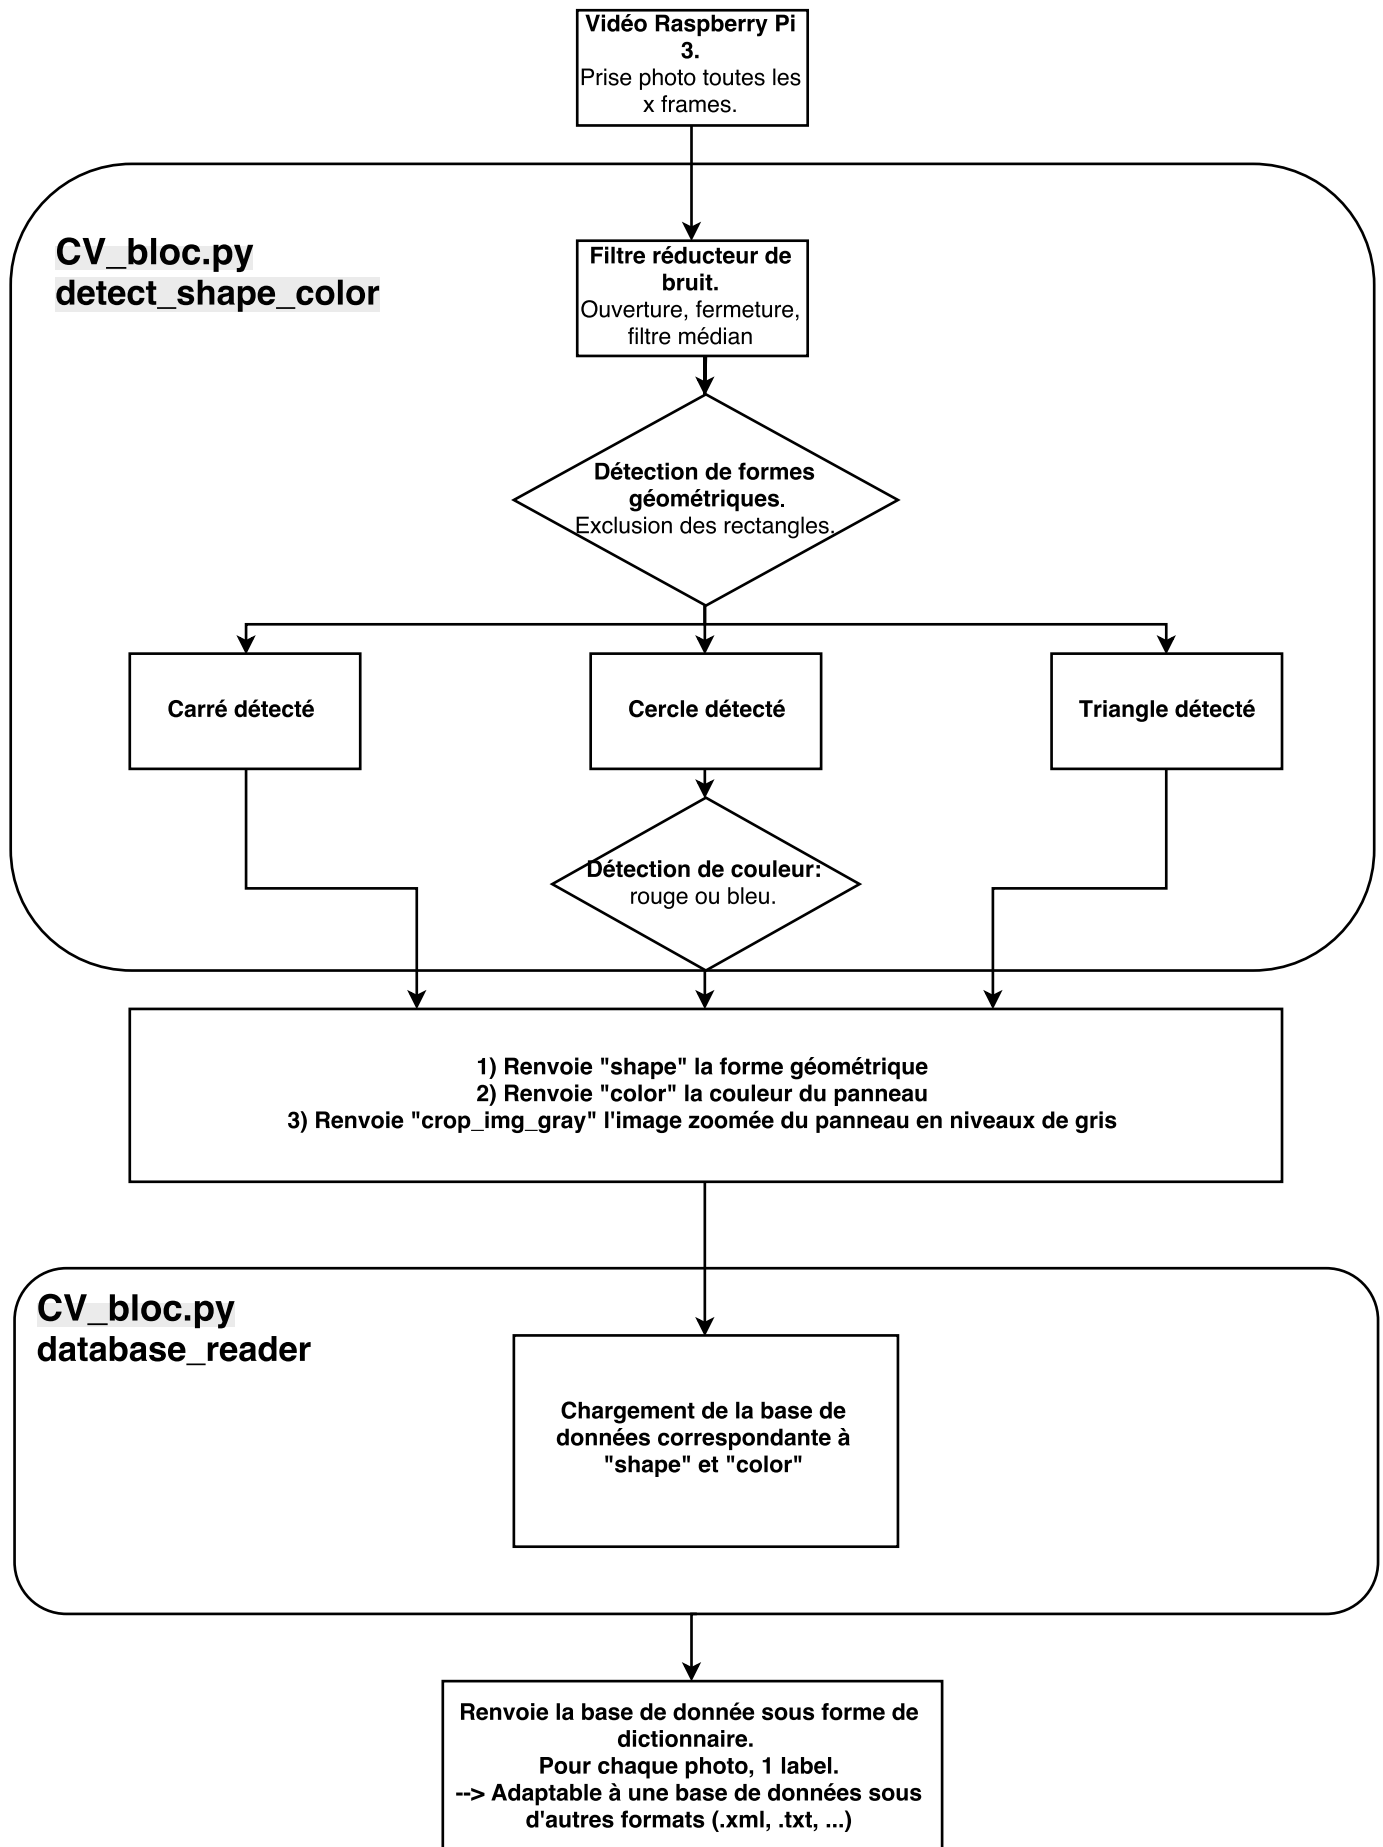 Vidéo Raspberry Pi
3.
Prise photo toutes les
x frames.
CV_bloc.py
detect_shape_color
Filtre réducteur de
bruit.
Ouverture, fermeture,
filtre médian
Détection de formes
géométriques.
Exclusion des rectangles.
Carré détecté
Cercle détecté
Triangle détecté
Détection de couleur:
rouge ou bleu.
1) Renvoie "shape" la forme géométrique
2) Renvoie "color" la couleur du panneau
3) Renvoie "crop_img_gray" l'image zoomée du panneau en niveaux de gris
CV_bloc.py
database_reader
Chargement de la base de
données correspondante à
"shape" et "color"
Renvoie la base de donnée sous forme de
dictionnaire.
Pour chaque photo, 1 label.
--> Adaptable à une base de données sous
d'autres formats (.xml, .txt, ...)